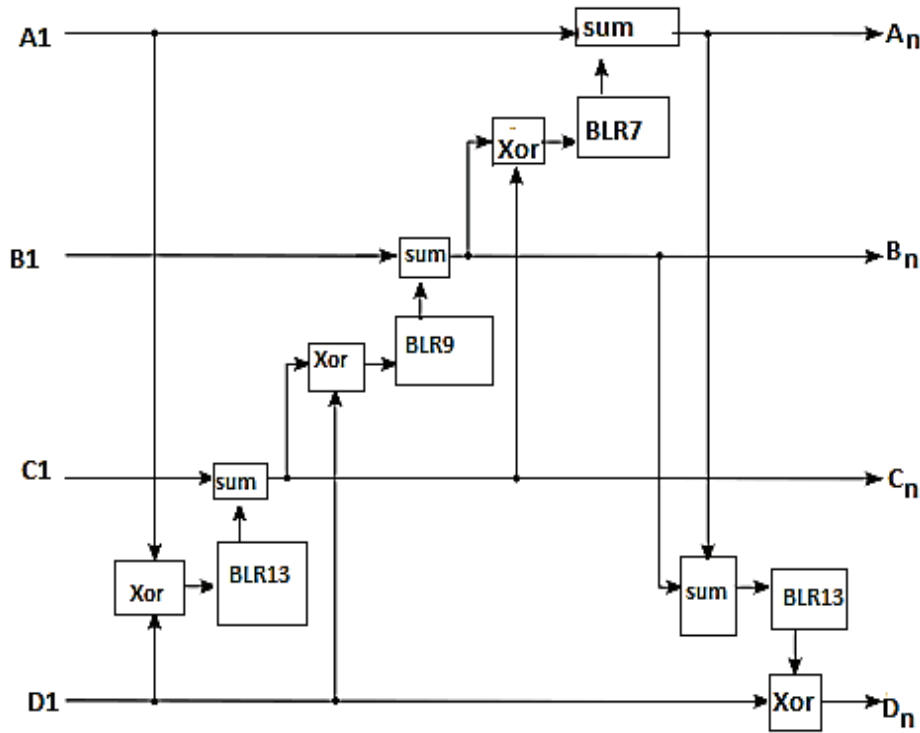 A1 sum An
BLR7
Xor
B1 sum Bn
BLR9
Xor
C1 sum Cn
BLR13 sum BLR13
Xor
D1 Xor Dn